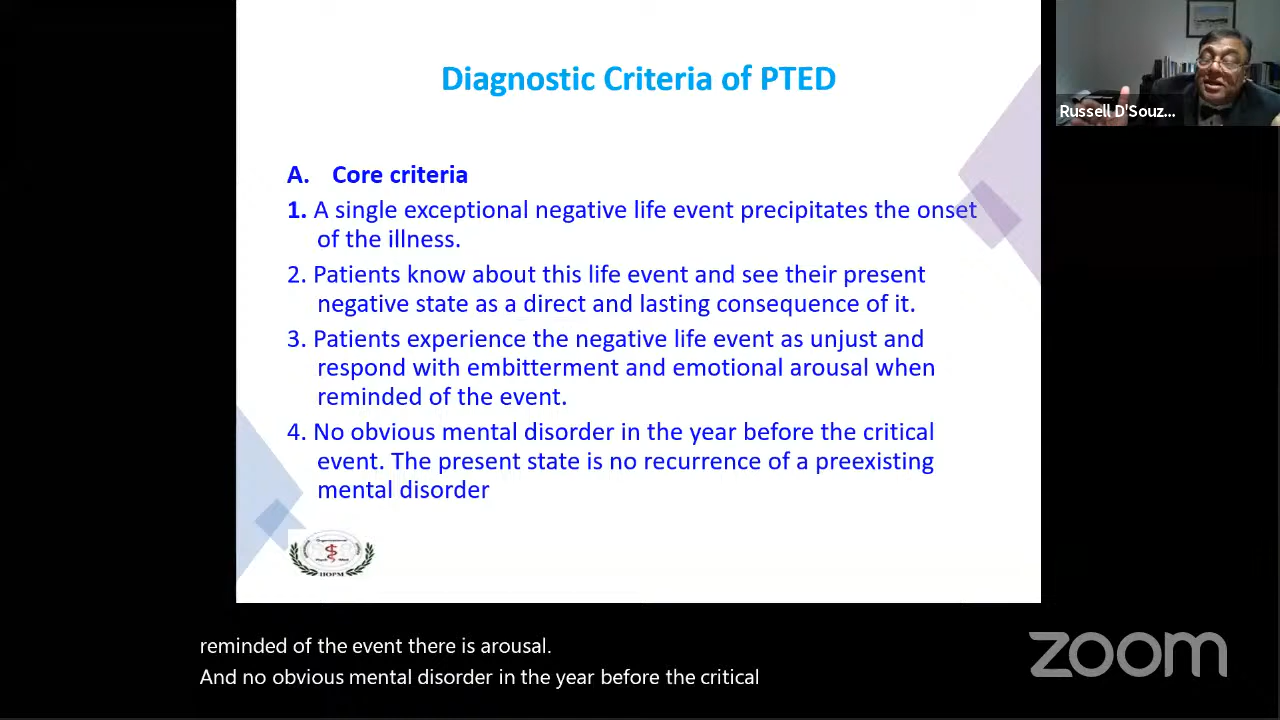 Diagnostic Criteria of PTED
Russell D'Souz...
A. Core criteria
1. A single exceptional negative life event precipitates the onset
of the illness.
2. Patients know about this life event and see their present
negative state as a direct and lasting consequence of it.
3. Patients experience the negative life event as unjust and
respond with embitterment and emotional arousal when
reminded of the event.
4. No obvious mental disorder in the year before the critical
event. The present state is no recurrence of a preexisting
mental disorder
reminded of the event there is arousal.
And no obvious mental disorder in the year before the critical
zoom